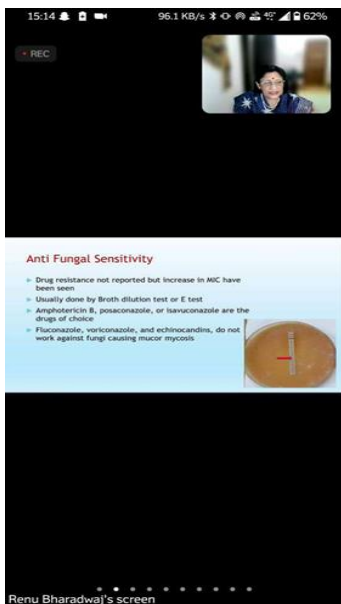 15:14 96.1 KB/s 49° 62%
• REC
Anti Fungal Sensitivity
Drug resistance not reported but increase in MIC have
been seen
Usually done by Broth dilution test or E test
Amphotericin B, posaconazole, or isavuconazole are the
drugs of choice
Fluconazole, voriconazole, and echinocandins, do not
work against fungi causing mucor mycosis
Renu Bharadwaj's screen